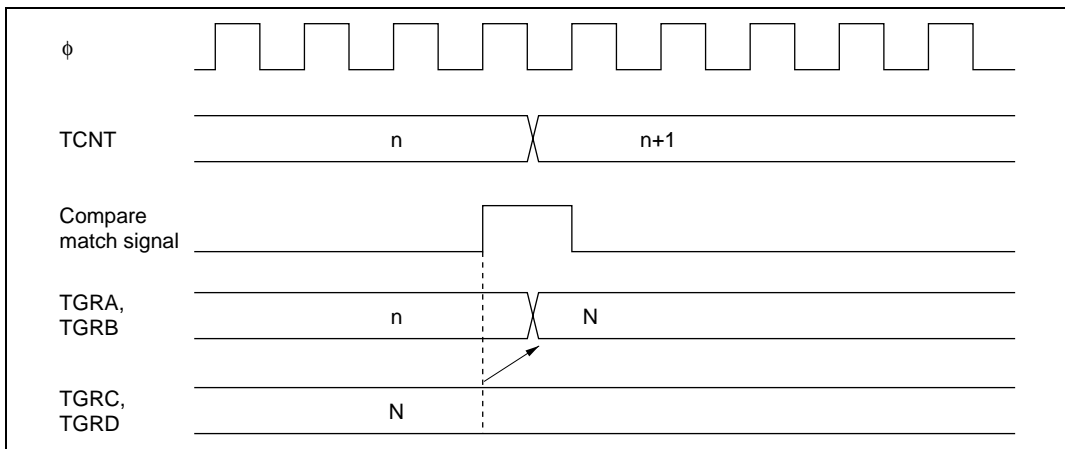 ϕ
TCNT
n
n+1
Compare
match signal
TGRA,
TGRB
n
N
TGRC,
TGRD
N